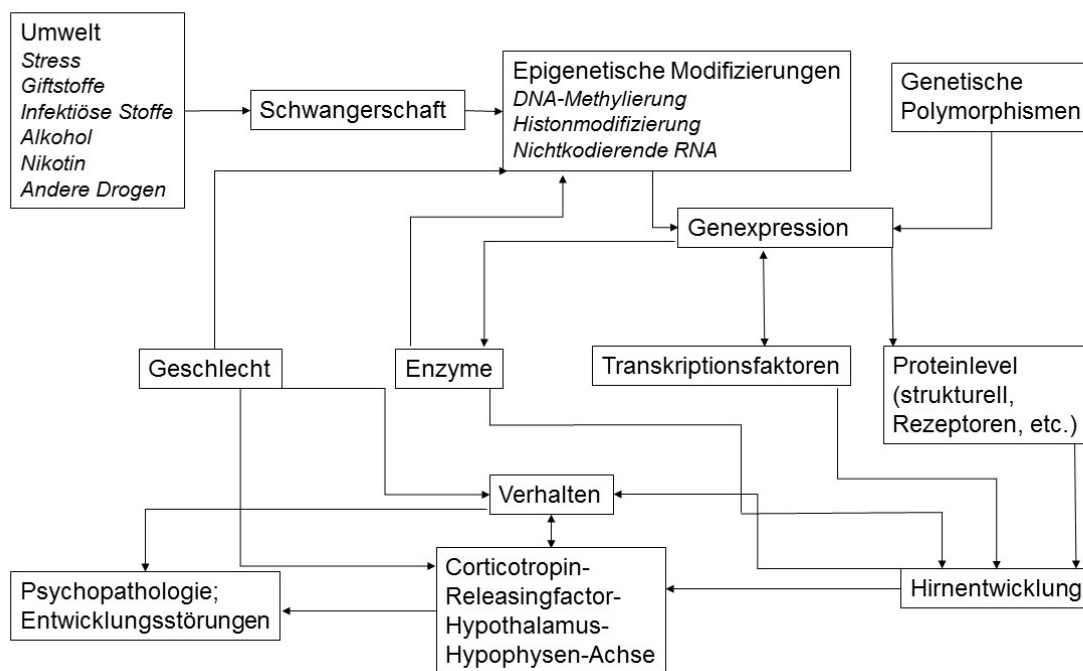 Umwelt
Stress
Giftstoffe
Infektiöse Stoffe
Alkohol
Nikotin
Andere Drogen
Schwangerschaft
Epigenetische Modifizierungen
DNA-Methylierung
Histonmodifizierung
Nichtkodierende RNA
Genetische
Polymorphismen
Genexpression
Geschlecht
Enzyme
Transkriptionsfaktoren
Proteinlevel
(strukturell,
Rezeptoren, etc.)
Verhalten
Psychopathologie;
Entwicklungsstörungen
Corticotropin-
Releasingfactor-
Hypothalamus-
Hypophysen-Achse
Hirnentwicklung